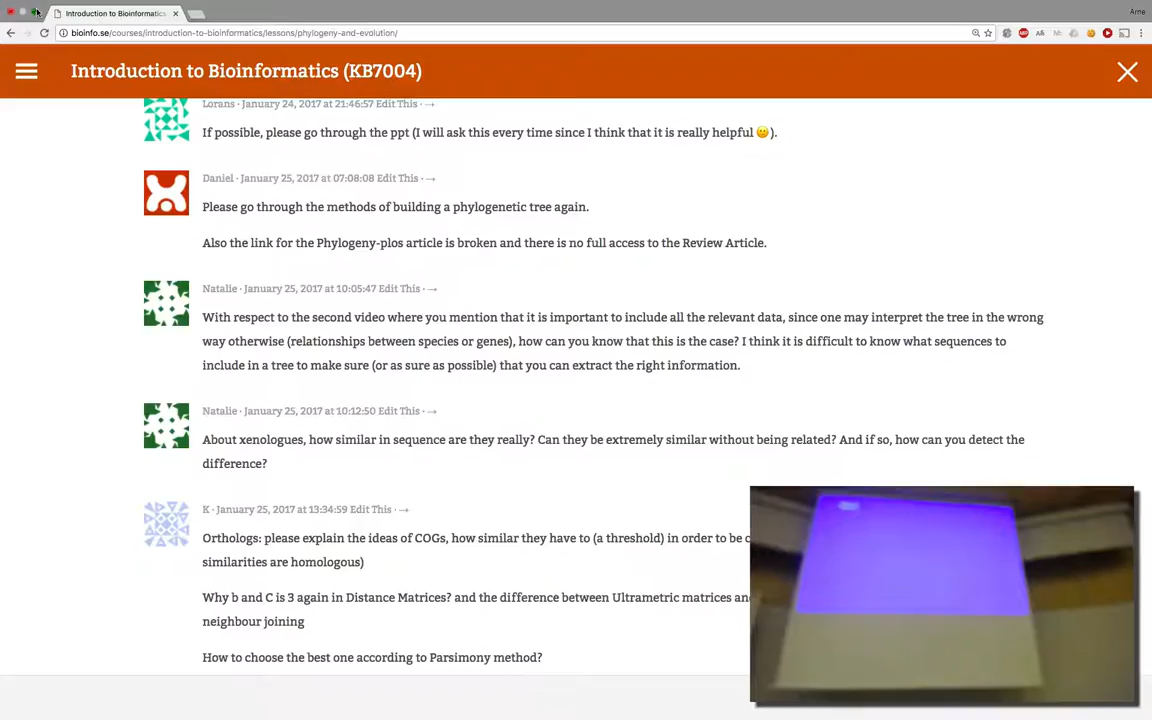 Introduction to Bioinformatics
Arne
bioinfo.se/courses/introduction-to-bioinformatics/lessons/phylogeny-and-evolution/
Introduction to Bioinformatics (KB7004)
Lorans · January 24, 2017 at 21:46:57 Edit This · →
If possible, please go through the ppt (I will ask this every time since I think that it is really helpful 🙂).
Daniel · January 25, 2017 at 07:08:08 Edit This · →
Please go through the methods of building a phylogenetic tree again.
Also the link for the Phylogeny-plos article is broken and there is no full access to the Review Article.
Natalie · January 25, 2017 at 10:05:47 Edit This · →
With respect to the second video where you mention that it is important to include all the relevant data, since one may interpret the tree in the wrong
way otherwise (relationships between species or genes), how can you know that this is the case? I think it is difficult to know what sequences to
include in a tree to make sure (or as sure as possible) that you can extract the right information.
Natalie · January 25, 2017 at 10:12:50 Edit This · →
About xenologues, how similar in sequence are they really? Can they be extremely similar without being related? And if so, how can you detect the
difference?
K · January 25, 2017 at 13:34:59 Edit This · →
Orthologs: please explain the ideas of COGs, how similar they have to (a threshold) in order to be
similarities are homologous)
Why b and C is 3 again in Distance Matrices? and the difference between Ultrametric matrices
neighbour joining
How to choose the best one according to Parsimony method?